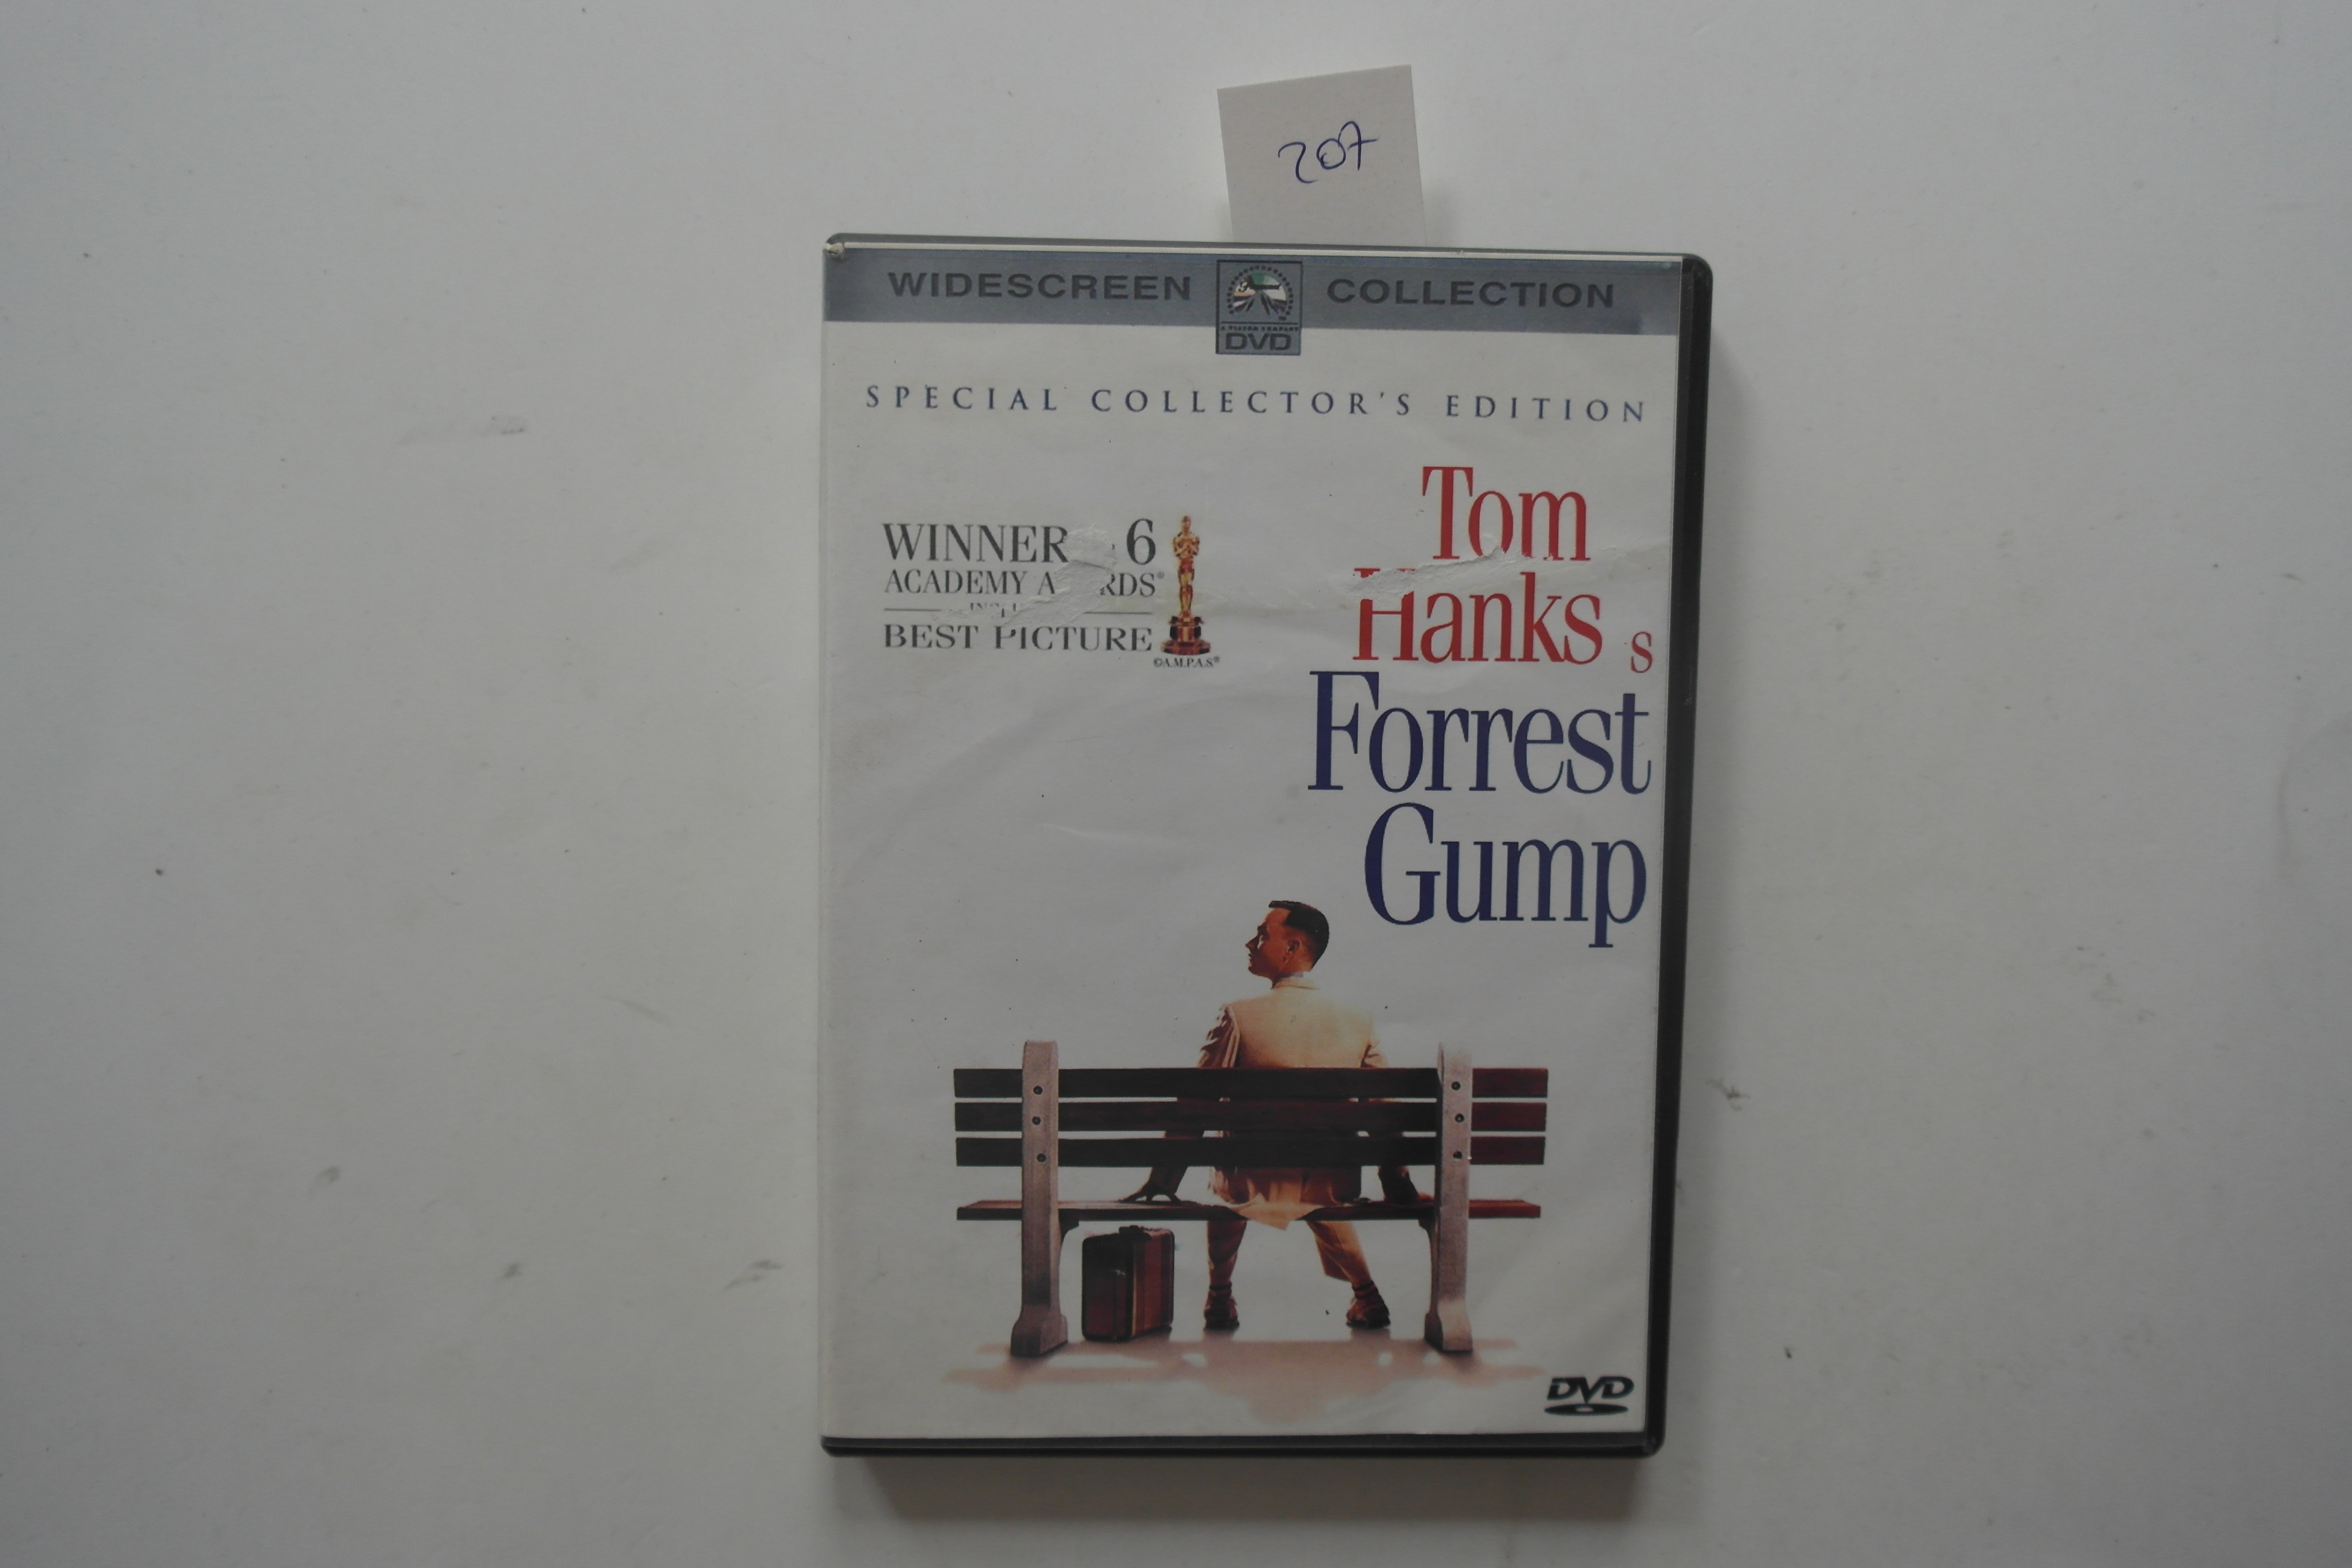 207
WIDESCREEN COLLECTION
DVD
SPECIAL COLLECTOR'S EDITION
WINNER 6
ACADEMY A RDS®
BEST PICTURE
©A.M.P.A.S®
Tom
Hanks s
Forrest
Gump
DVD